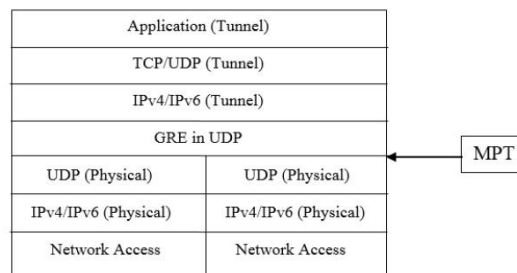 Application (Tunnel)
TCP/UDP (Tunnel)
IPv4/IPv6 (Tunnel)
GRE in UDP
MPT
UDP (Physical) UDP (Physical)
IPv4/IPv6 (Physical) IPv4/IPv6 (Physical)
Network Access Network Access